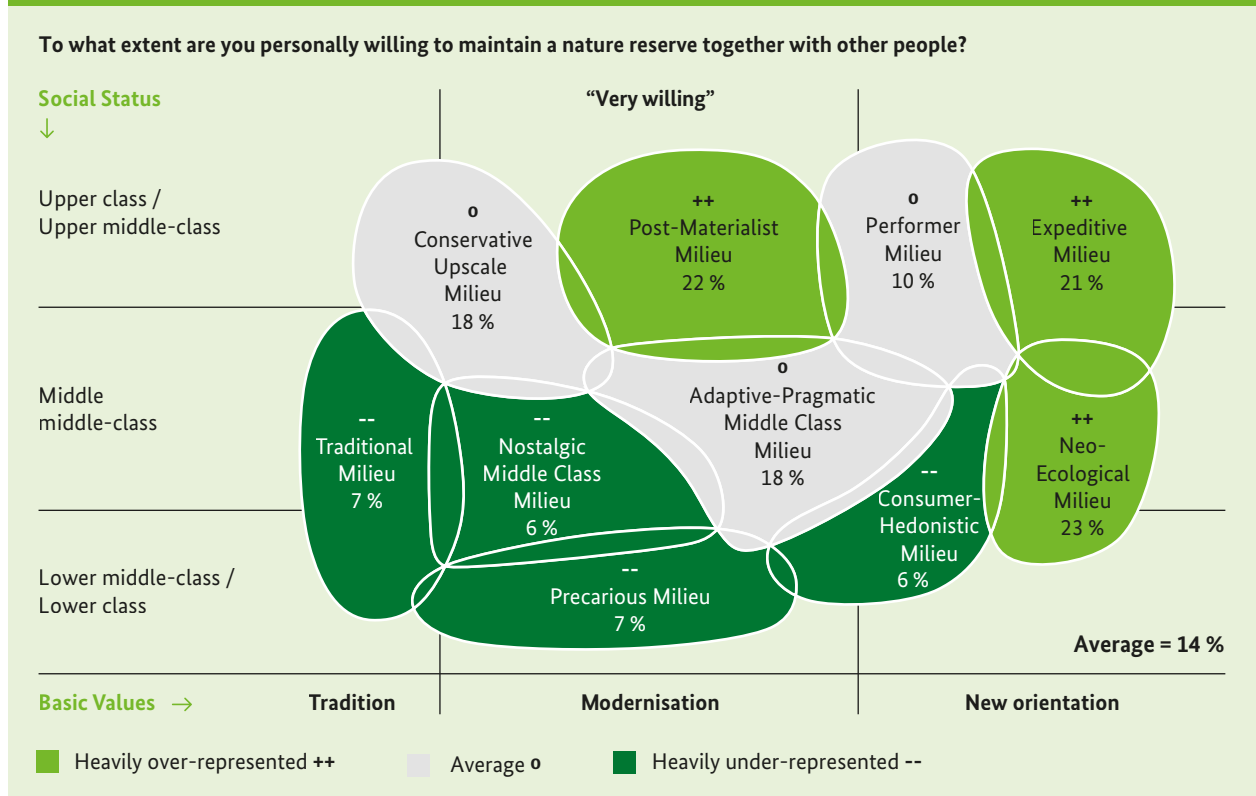 To what extent are you personally willing to maintain a nature reserve together with other people?
Social Status
↓
“Very willing”
Upper class /
Upper middle-class
o
Conservative
Upscale
Milieu
18 %
++
Post-Materialist
Milieu
22 %
o
Performer
Milieu
10 %
++
Expeditive
Milieu
21 %
Middle
middle-class
--
Traditional
Milieu
7 %
--
Nostalgic
Middle Class
Milieu
6 %
o
Adaptive-Pragmatic
Middle Class
Milieu
18 %
--
Consumer-
Hedonistic
Milieu
6 %
++
Neo-
Ecological
Milieu
23 %
Lower middle-class /
Lower class
--
Precarious Milieu
7 %
Average = 14 %
Basic Values →
Tradition
Modernisation
New orientation
Heavily over-represented ++
Average o
Heavily under-represented --